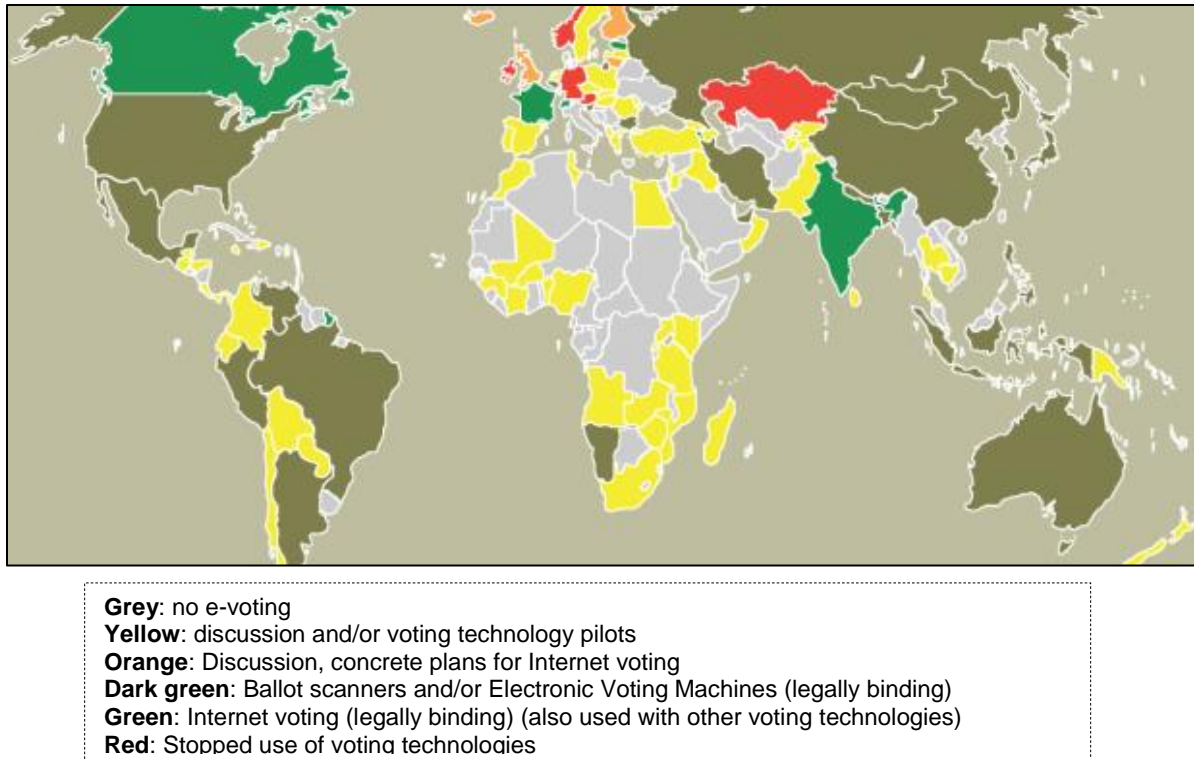 Grey: no e-voting
Yellow: discussion and/or voting technology pilots
Orange: Discussion, concrete plans for Internet voting
Dark green: Ballot scanners and/or Electronic Voting Machines (legally binding)
Green: Internet voting (legally binding) (also used with other voting technologies)
Red: Stopped use of voting technologies